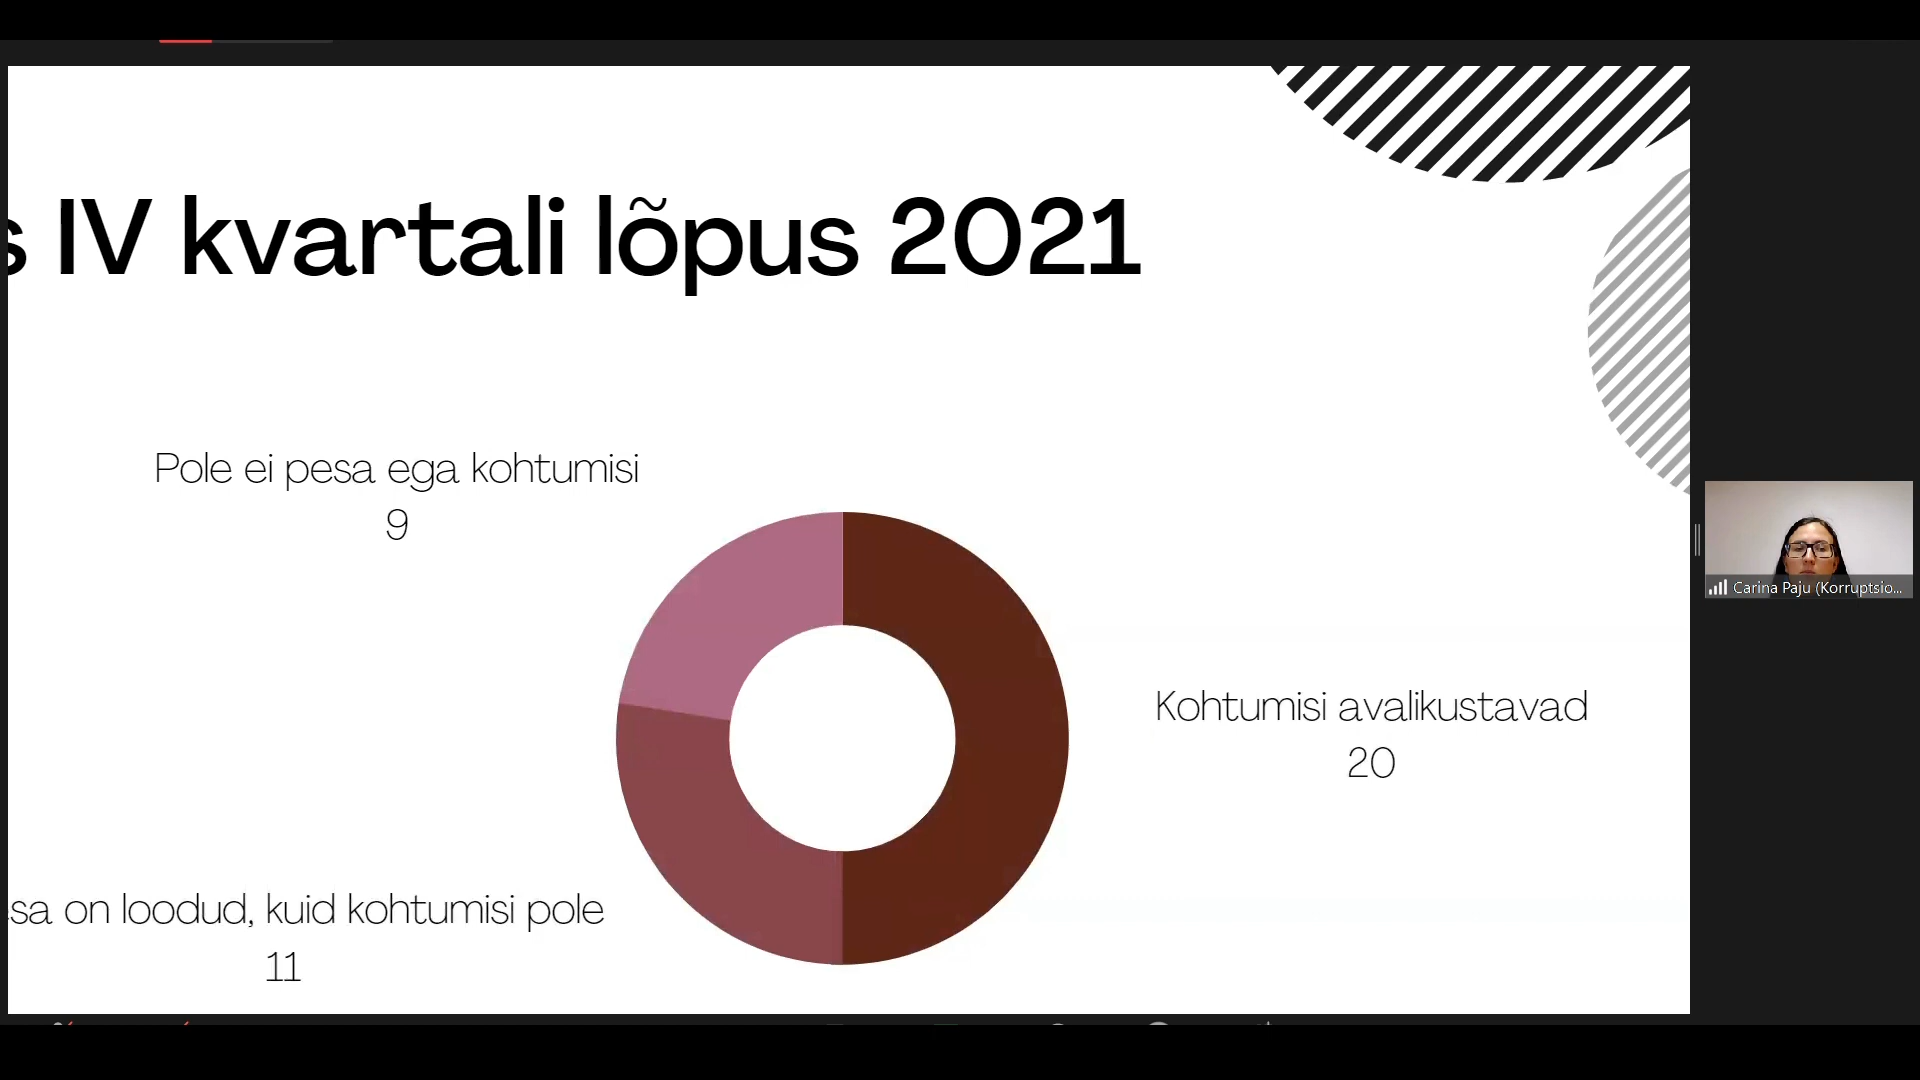 s IV kvartali lõpus 2021
Pole ei pesa ega kohtumisi
9
Kohtumisi avalikustavad
20
sa on loodud, kuid kohtumisi pole
11
Carina Paju (Korruptsio...